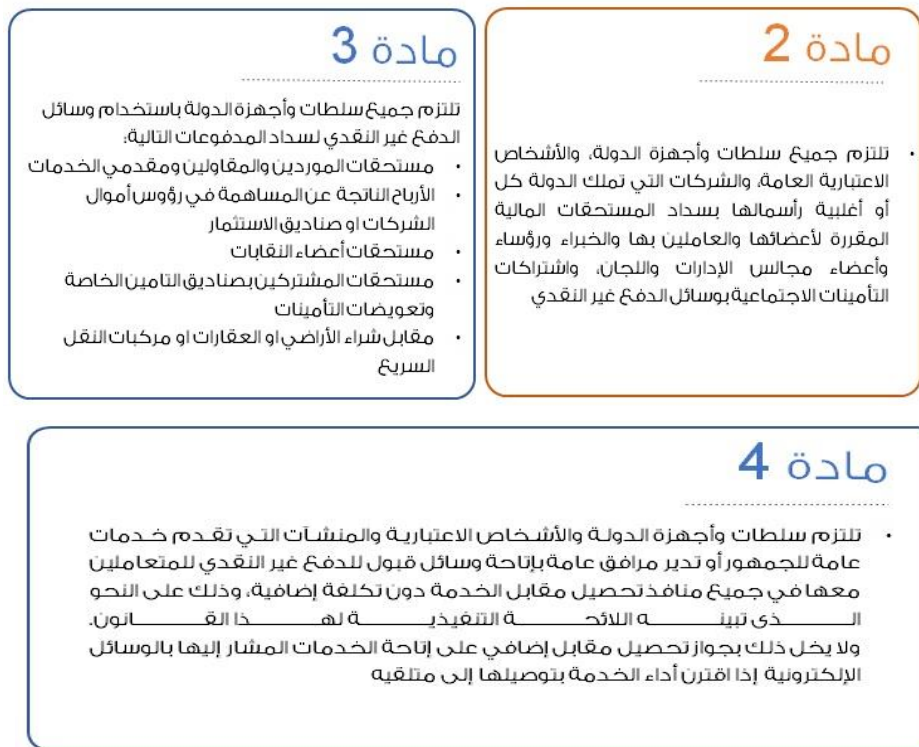 مادة 2
• تلتزم جميع سلطات وأجهزة الدولة، والأشخاص
الاعتبارية العامة، والشركات التي تملك الدولة كل
أو أغلبية رأسمالها بسداد المستحقات المالية
المقررة لأعضائها والعاملين بها والخبراء ورؤساء
وأعضاء مجالس الإدارات واللجان، واشتراكات
التأمينات الاجتماعية بوسائل الدفع غير النقدي
مادة 3
تلتزم جميع سلطات وأجهزة الدولة باستخدام وسائل
الدفع غير النقدي لسداد المدفوعات التالية:
• مستحقات الموردين والمقاولين ومقدمي الخدمات
• الأرباح الناتجة عن المساهمة في رؤوس أموال
الشركات او صناديق الاستثمار
• مستحقات أعضاء النقابات
• مستحقات المشتركين بصناديق التامين الخاصة
وتعويضات التأمينات
• مقابل شراء الأراضي او العقارات او مركبات النقل
السريع
مادة 4
• تلتزم سلطات وأجهزة الدولة والأشخاص الاعتبارية والمنشآت التي تقدم خدمات
عامة للجمهور أو تدير مرافق عامة بإتاحة وسائل قبول للدفع غير النقدي للمتعاملين
معها في جميع منافذ تحصيل مقابل الخدمة دون تكلفة إضافية، وذلك على النحو
الذى تبينه اللائحة التنفيذية لهذا القانون.
ولا يخل ذلك بجواز تحصيل مقابل إضافي على إتاحة الخدمات المشار إليها بالوسائل
الإلكترونية إذا اقترن أداء الخدمة بتوصيلها إلى متلقيه